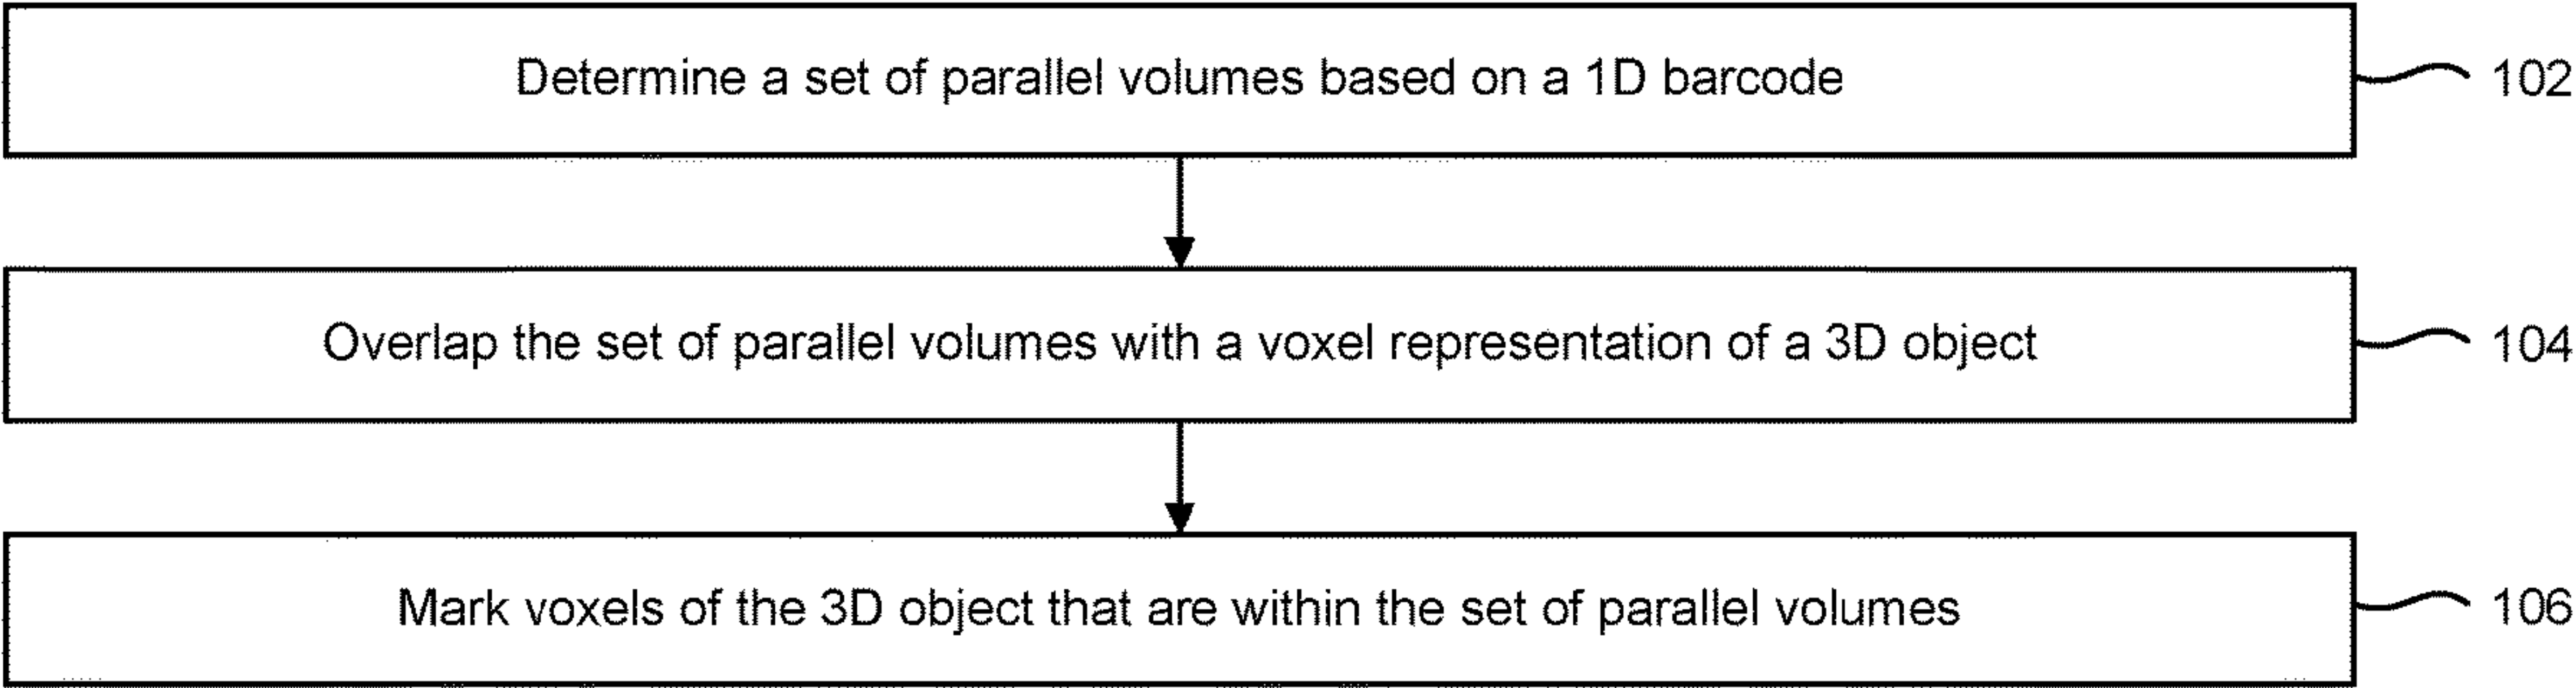 Determine a set of parallel volumes based on a 1D barcode
102
Overlap the set of parallel volumes with a voxel representation of a 3D object
104
Mark voxels of the 3D object that are within the set of parallel volumes
106